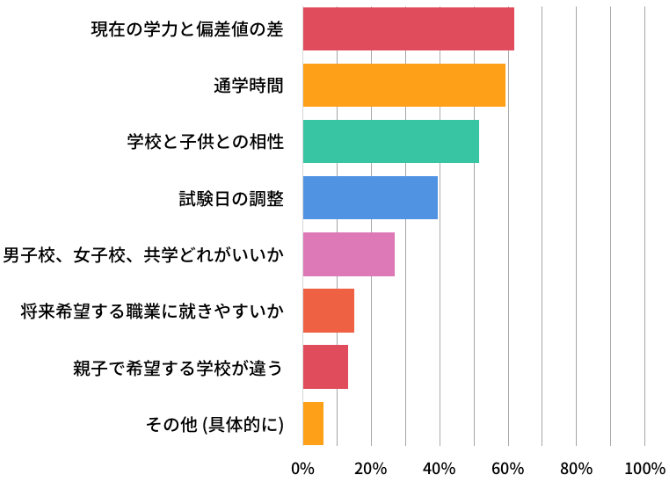 現在の学力と偏差値の差
通学時間
学校と子供との相性
試験日の調整
男子校、女子校、共学どれがいいか
将来希望する職業に就きやすいか
親子で希望する学校が違う
その他 (具体的に)
0% 20% 40% 60% 80% 100%